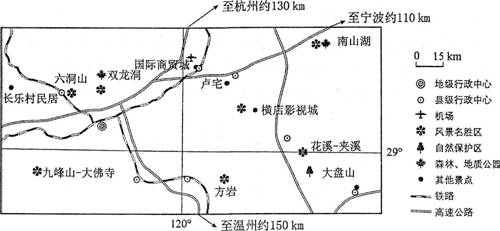 至杭州约130 km
至宁波约110 km
国际商贸城
南山湖
0 15 km
六洞山
双龙洞
卢宅
长乐村民居
横店影视城
地级行政中心
县级行政中心
机场
风景名胜区
自然保护区
森林、地质公园
其他景点
铁路
高速公路
花溪-夹溪
29°
九峰山-大佛寺
方岩
大盘山
120°
至温州约150 km